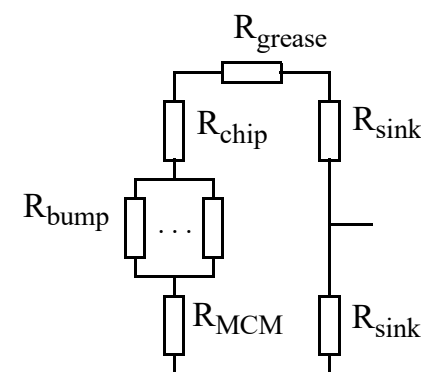 R_grease
R_chip
R_sink
R_bump
. . .
R_MCM
R_sink